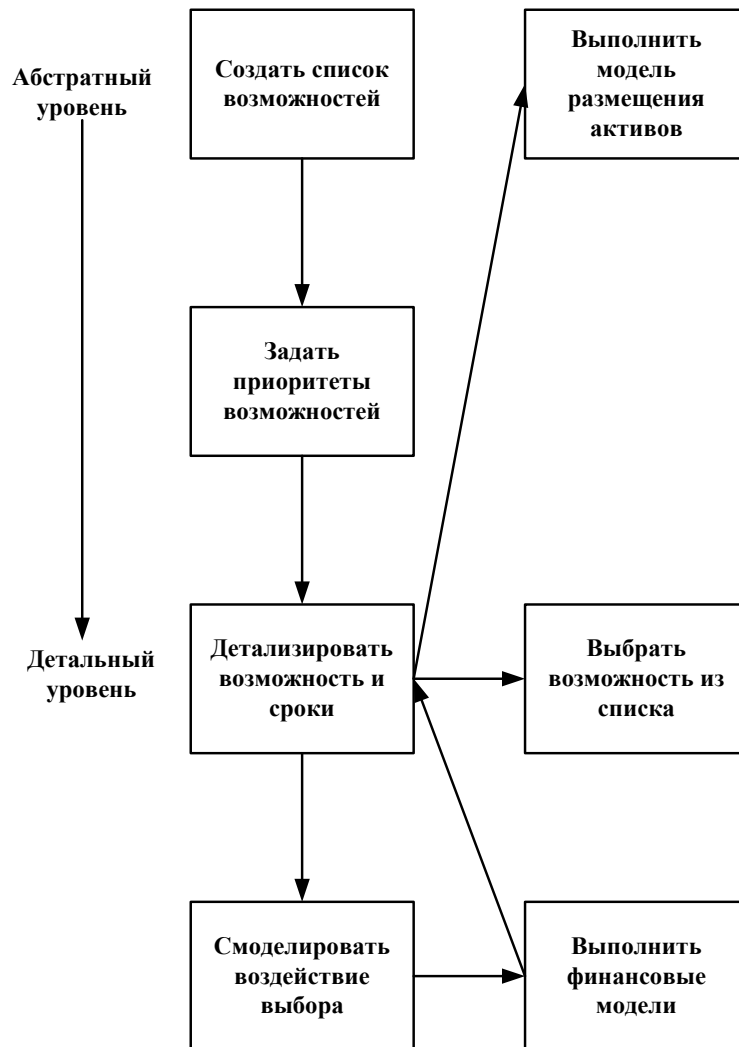 Абстратный
уровень
Создать список
возможностей
Выполнить
модель
размещения
активов
Задать
приоритеты
возможностей
Детальный
уровень
Детализировать
возможность и
сроки
Выбрать
возможность из
списка
Смоделировать
воздействие
выбора
Выполнить
финансовые
модели